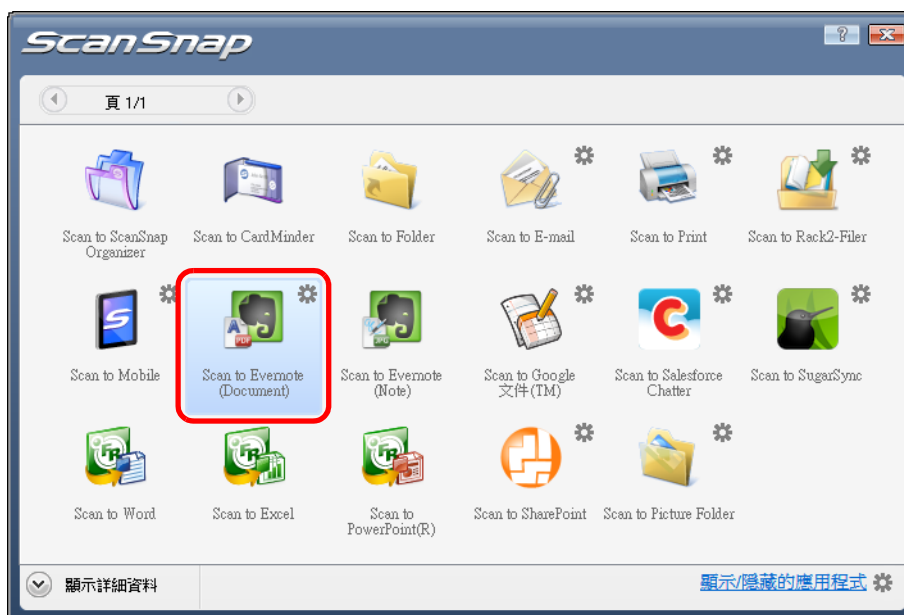 ScanSnap
頁 1/1
Scan to ScanSnap
Organizer
Scan to CardMinder
Scan to Folder
Scan to E-mail
Scan to Print
Scan to Rack2-Filer
Scan to Mobile
Scan to Evernote
(Document)
Scan to Evernote
(Note)
Scan to Google
文件(TM)
Scan to Salesforce
Chatter
Scan to SugarSync
Scan to Word
Scan to Excel
Scan to
PowerPoint(R)
Scan to SharePoint
Scan to Picture Folder
顯示詳細資料
顯示/隱藏的應用程式